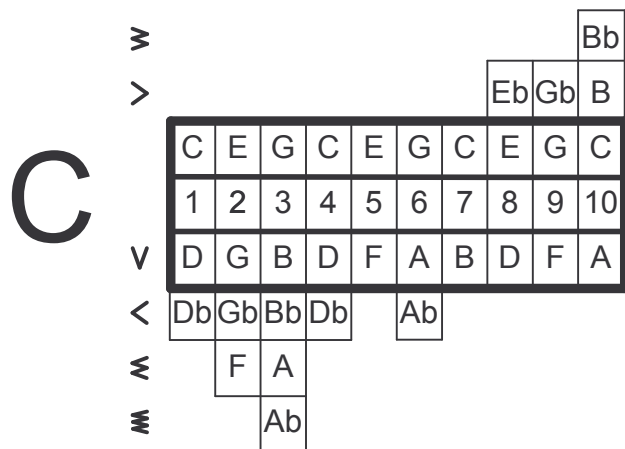 Bb
> Eb Gb B
C E G C E G C E G C
C 1 2 3 4 5 6 7 8 9 10
V D G B D F A B D F A
< Db Gb Bb Db Ab
F A
Ab